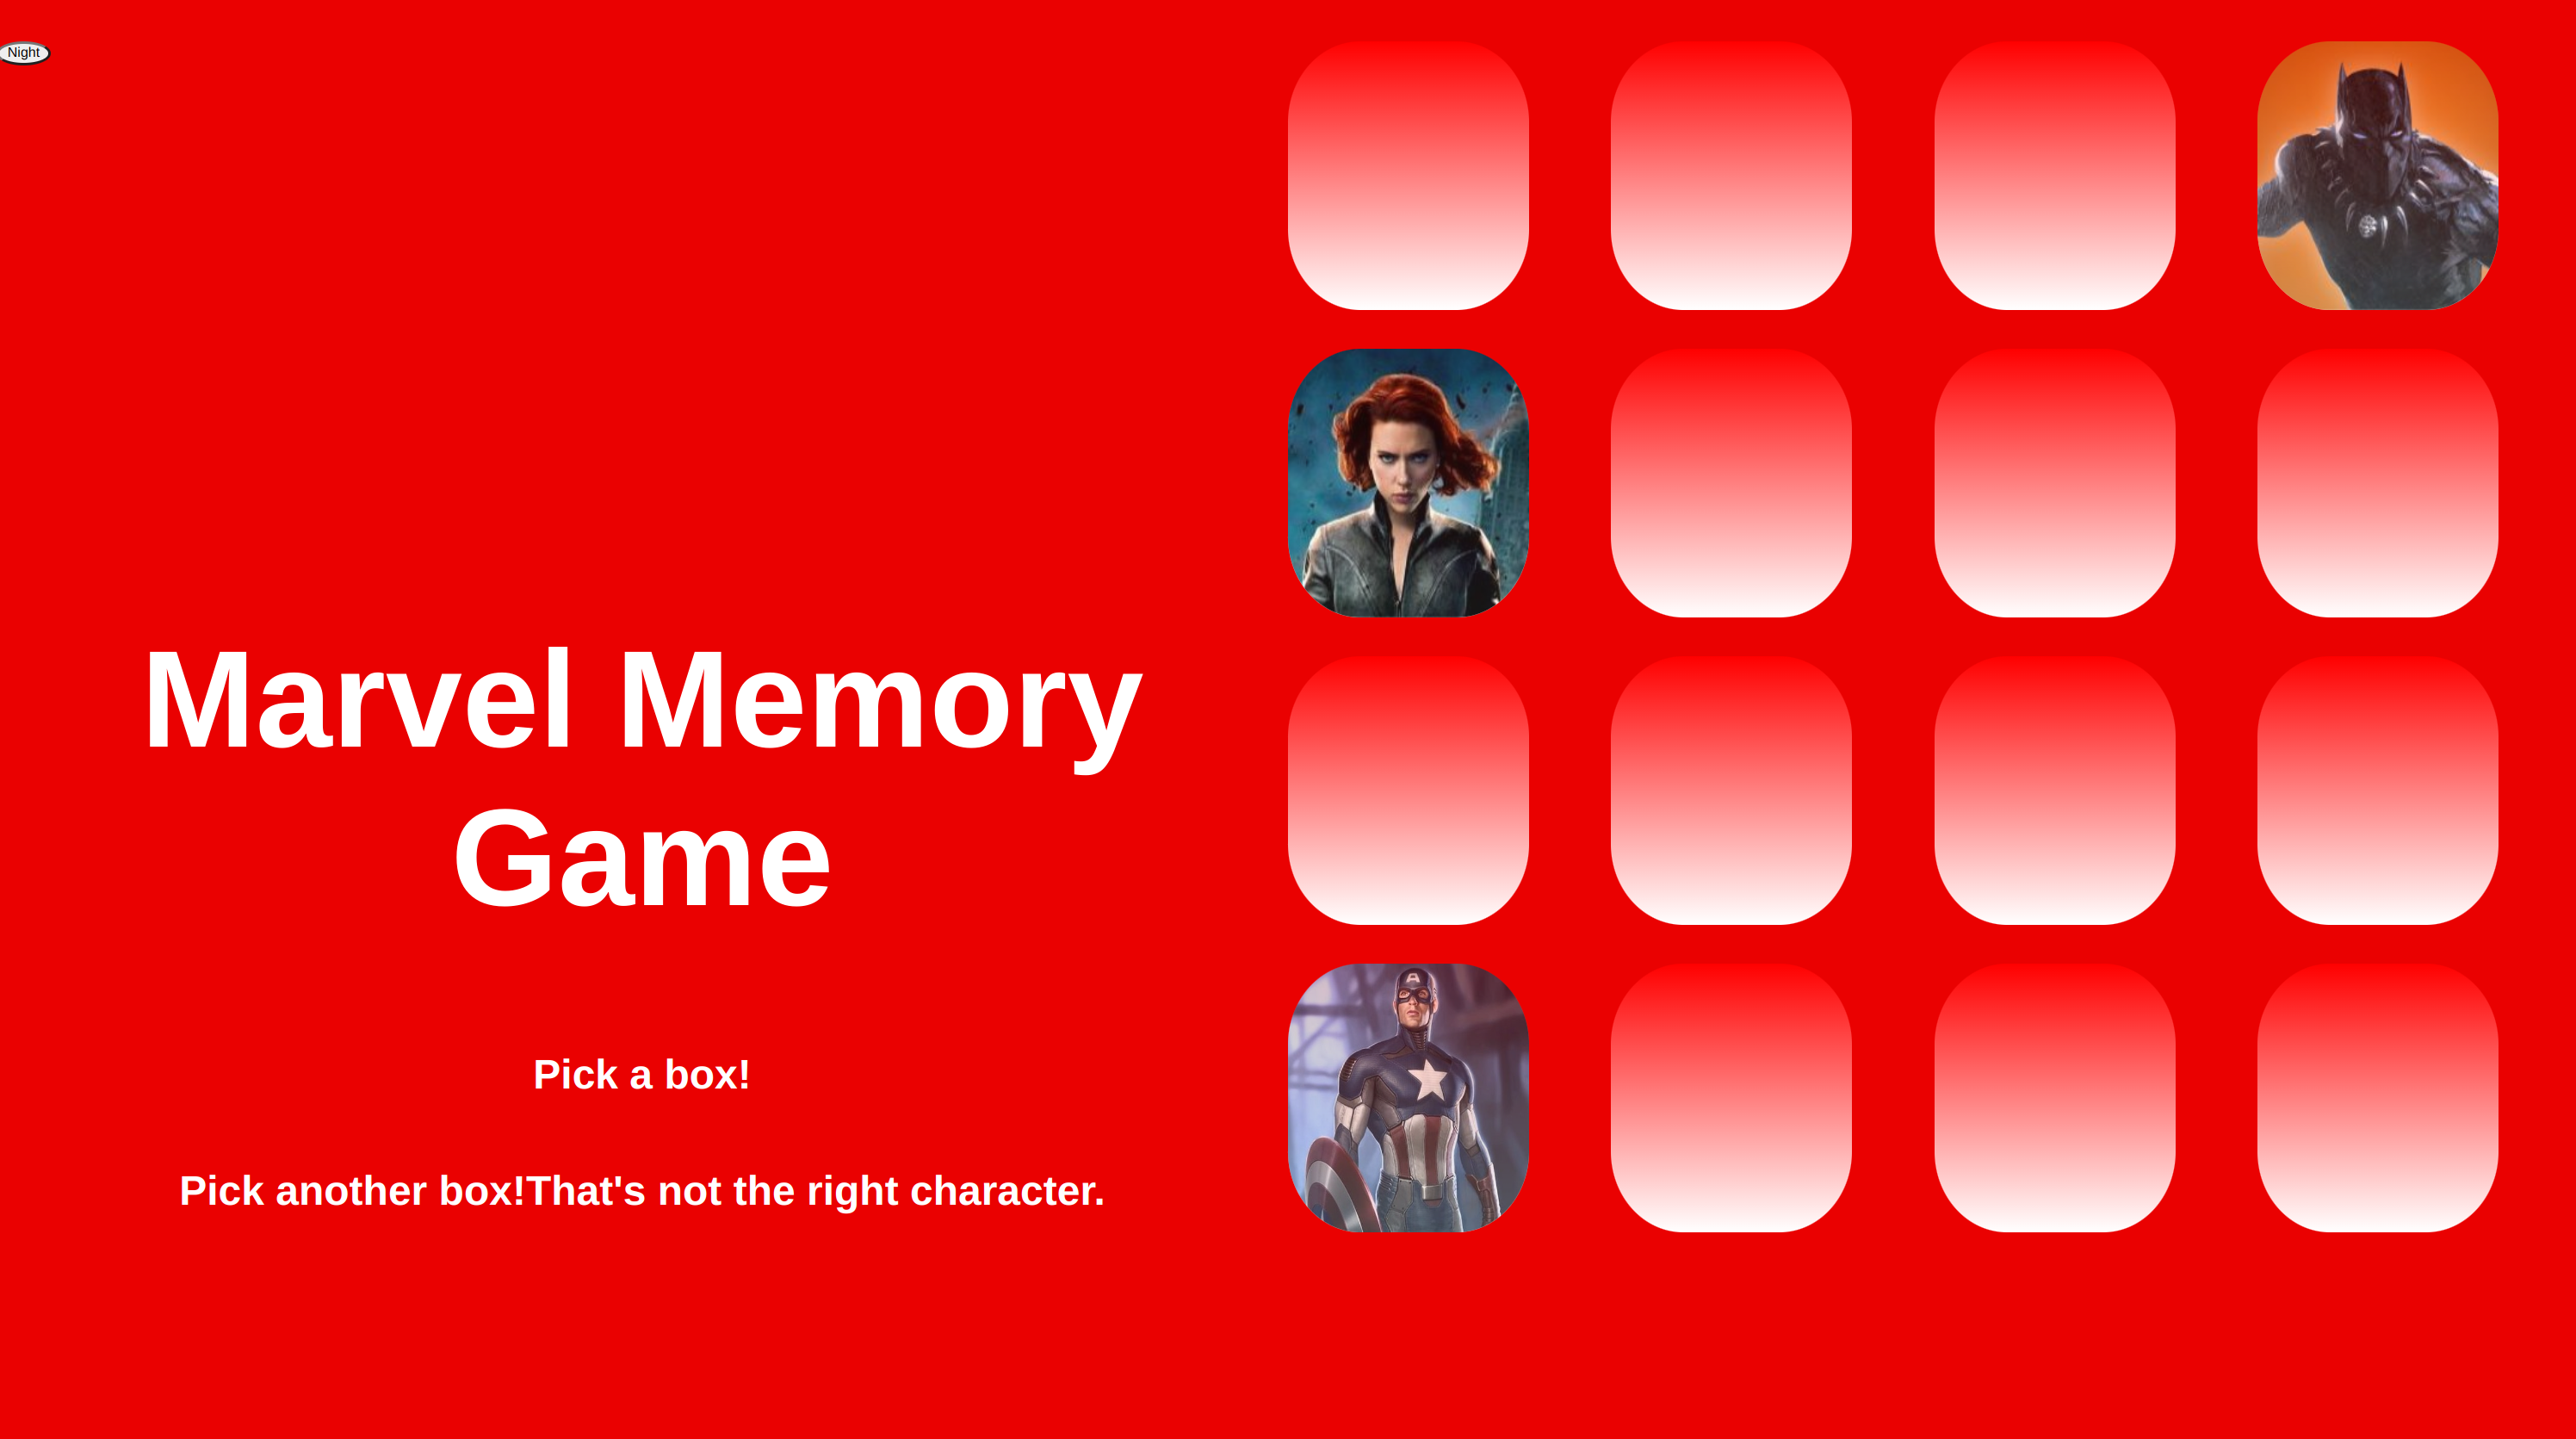 Night
Marvel Memory
Game
Pick a box!
Pick another box!That's not the right character.